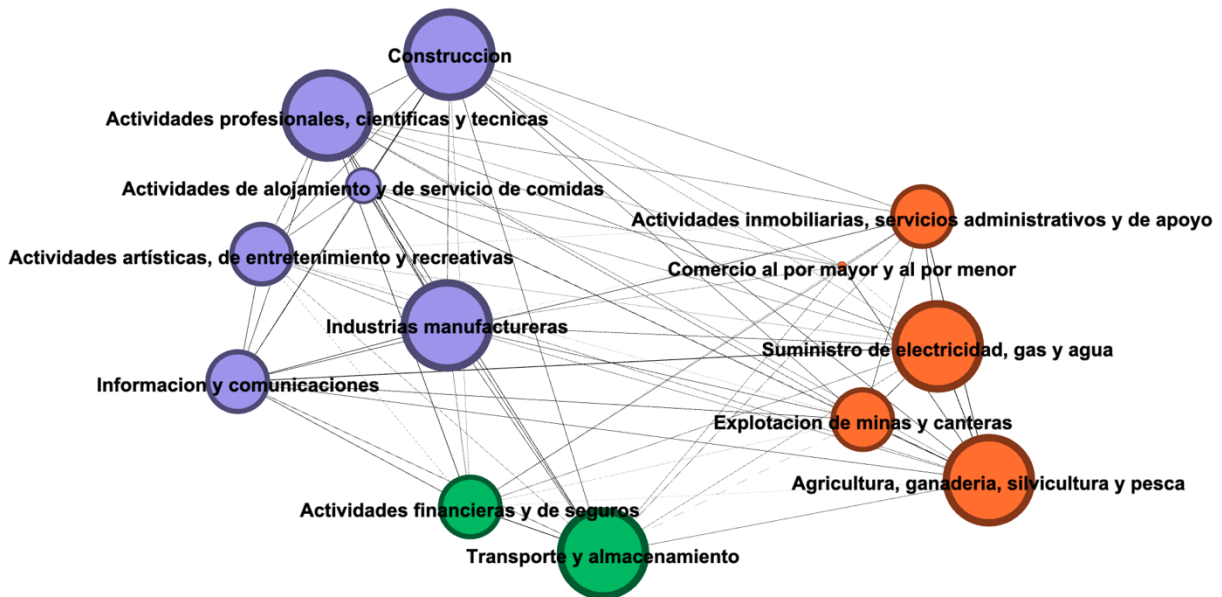 Construccion
Actividades profesionales, cientificas y tecnicas
Actividades de alojamiento y de servicio de comidas
Actividades inmobiliarias, servicios administrativos y de apoyo
Actividades artísticas, de entretenimiento y recreativas
Comercio al por mayor y al por menor
Industrias manufactureras
Suministro de electricidad, gas y agua
Informacion y comunicaciones
Explotacion de minas y canteras
Agricultura, ganaderia, silvicultura y pesca
Actividades financieras y de seguros
Transporte y almacenamiento